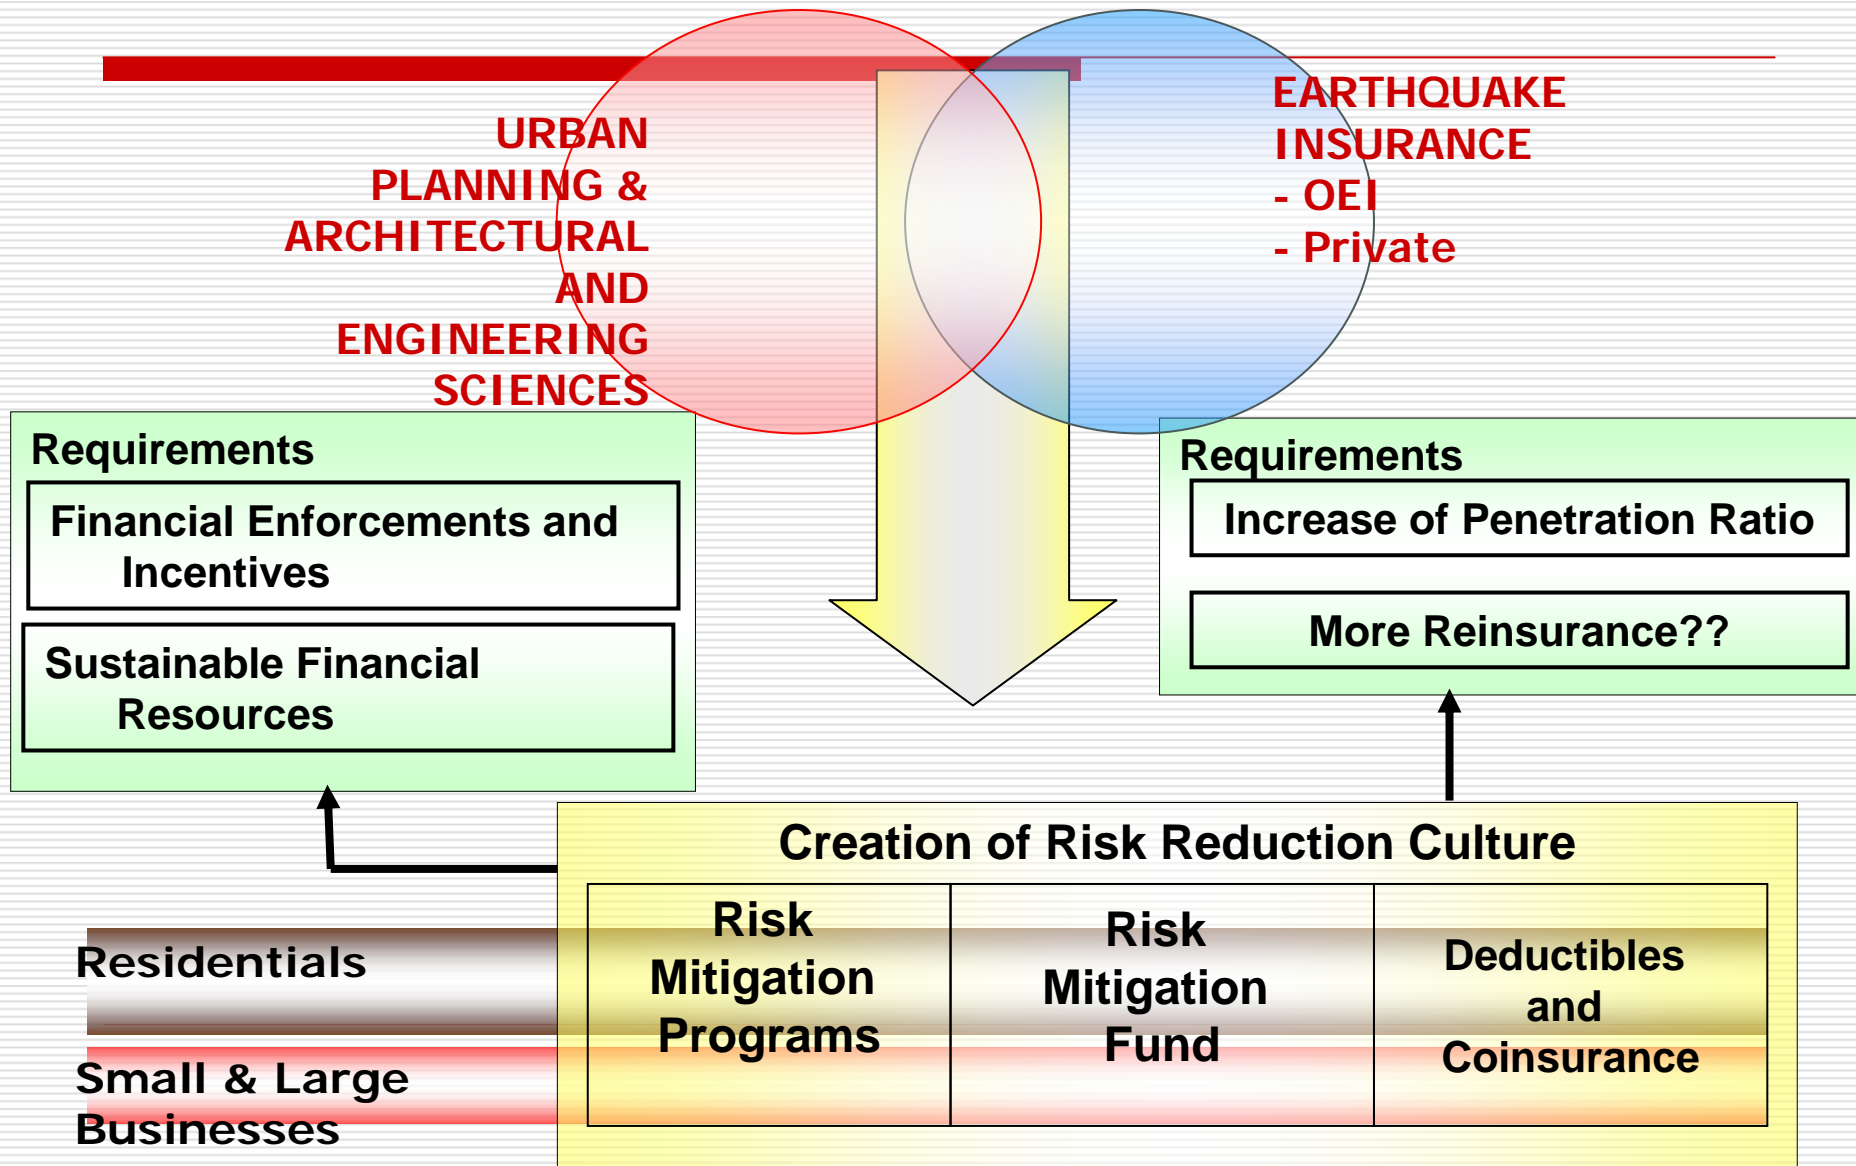 URBAN
PLANNING &
ARCHITECTURAL
AND
ENGINEERING
SCIENCES
EARTHQUAKE
INSURANCE
- OEI
- Private
Requirements
Financial Enforcements and
Incentives
Sustainable Financial
Resources
Requirements
Increase of Penetration Ratio
More Reinsurance??
Creation of Risk Reduction Culture
Risk
Mitigation
Programs
Risk
Mitigation
Fund
Deductibles
and
Coinsurance
Residentials
Small & Large
Businesses